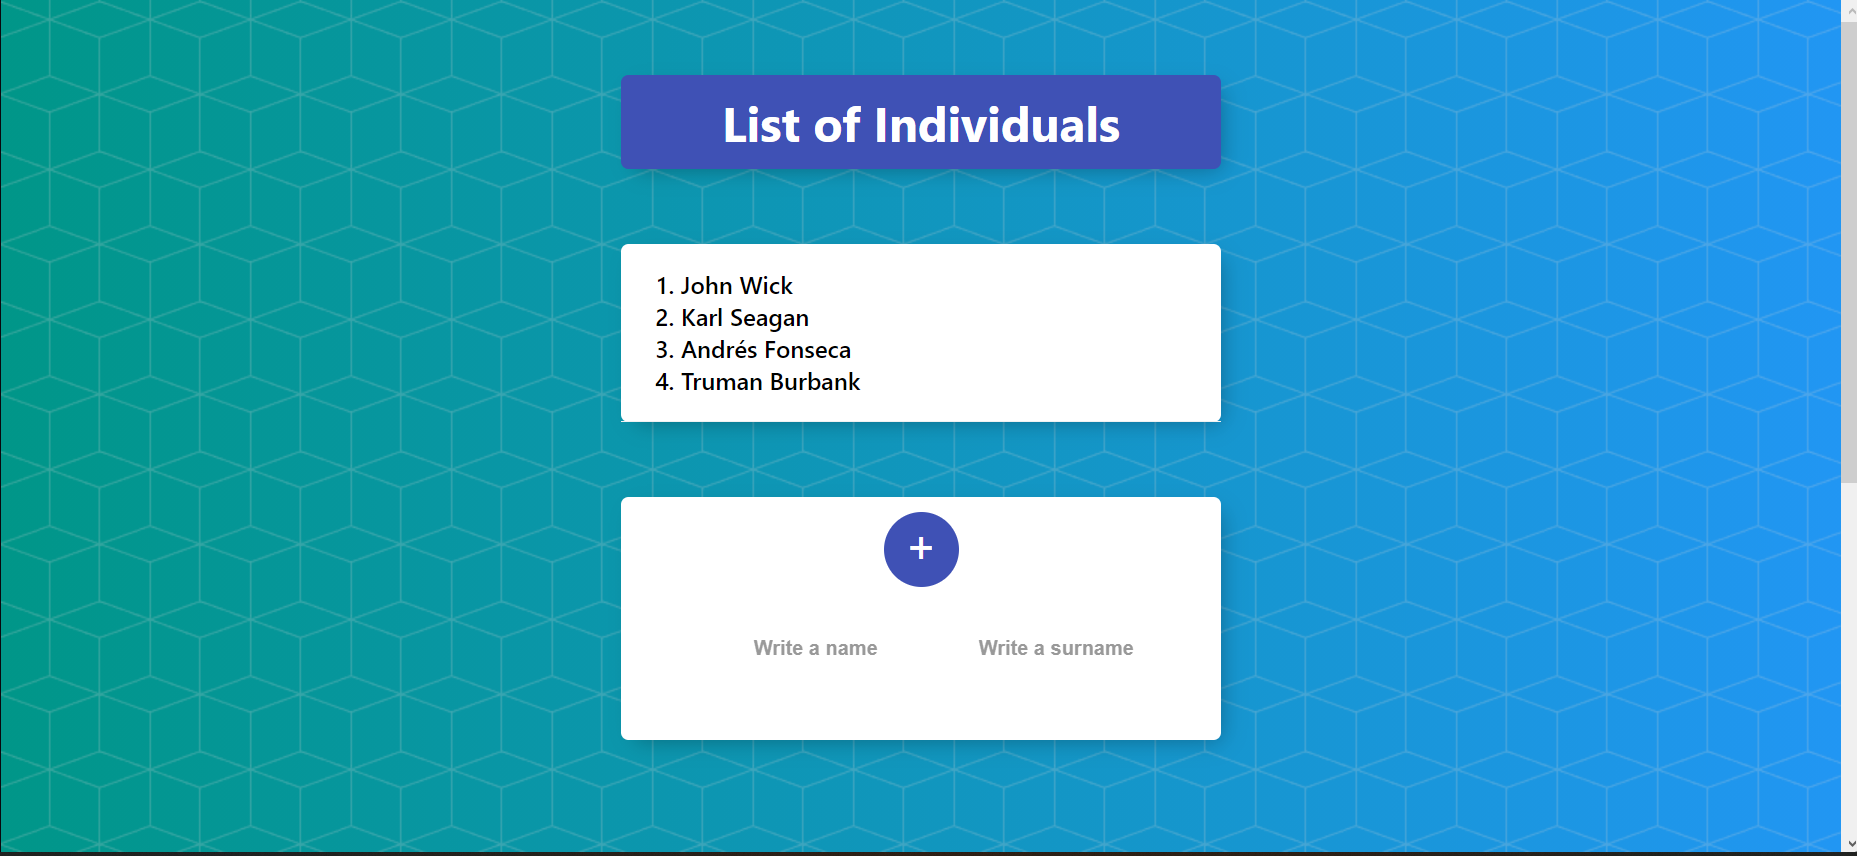 List of Individuals
1. John Wick
2. Karl Seagan
3. Andrés Fonseca
4. Truman Burbank
+
Write a name Write a surname